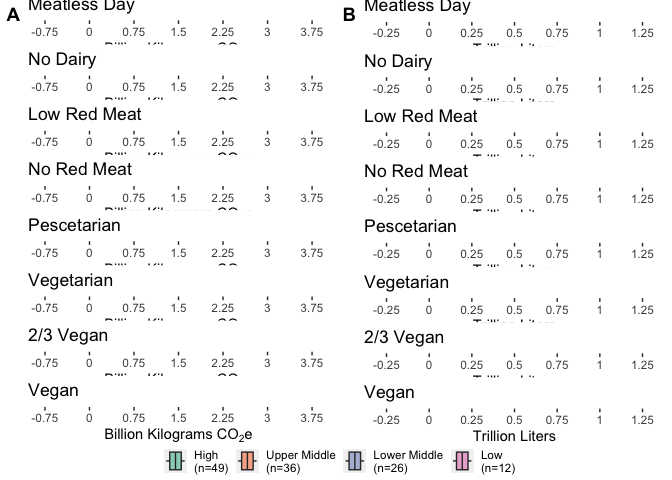 A
Meatless Day
-0.75 0 0.75 1.5 2.25 3 3.75
No Dairy
-0.75 0 0.75 1.5 2.25 3 3.75
Low Red Meat
-0.75 0 0.75 1.5 2.25 3 3.75
No Red Meat
-0.75 0 0.75 1.5 2.25 3 3.75
Pescetarian
-0.75 0 0.75 1.5 2.25 3 3.75
Vegetarian
-0.75 0 0.75 1.5 2.25 3 3.75
2/3 Vegan
-0.75 0 0.75 1.5 2.25 3 3.75
Vegan
-0.75 0 0.75 1.5 2.25 3 3.75
Billion Kilograms CO₂e
B
Meatless Day
-0.25 0 0.25 0.5 0.75 1 1.25
No Dairy
-0.25 0 0.25 0.5 0.75 1 1.25
Low Red Meat
-0.25 0 0.25 0.5 0.75 1 1.25
No Red Meat
-0.25 0 0.25 0.5 0.75 1 1.25
Pescetarian
-0.25 0 0.25 0.5 0.75 1 1.25
Vegetarian
-0.25 0 0.25 0.5 0.75 1 1.25
2/3 Vegan
-0.25 0 0.25 0.5 0.75 1 1.25
Vegan
-0.25 0 0.25 0.5 0.75 1 1.25
Trillion Liters
High
(n=49)
Upper Middle
(n=36)
Lower Middle
(n=26)
Low
(n=12)